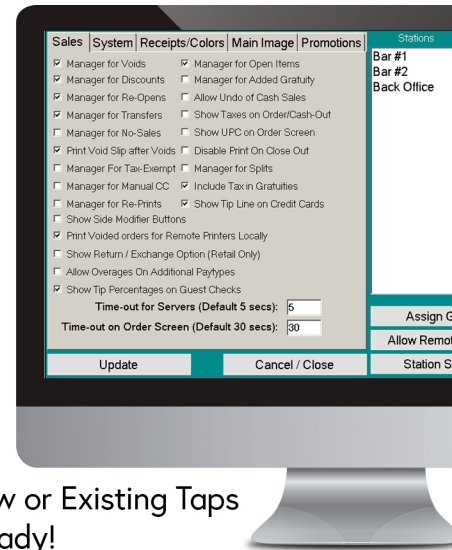 Sales System Receipts/Colors Main Image Promotions
Stations
Manager for Voids Manager for Open Items
Manager for Discounts Manager for Added Gratuity
Manager for Re-Opens Allow Undo of Cash Sales
Manager for Transfers Show Taxes on Order/Cash-Out
Manager for No-Sales Show UPC on Order Screen
Print Void Slip after Voids Disable Print On Close Out
Manager For Tax-Exempt Manager for Splits
Manager for Manual CC Include Tax in Gratuities
Manager for Re-Prints Show Tip Line on Credit Cards
Show Side Modifier Buttons
Print Voided orders for Remote Printers Locally
Show Return / Exchange Option (Retail Only)
Allow Overages On Additional Paytypes
Show Tip Percentages on Guest Checks
Time-out for Servers (Default 5 secs): 5
Time-out on Order Screen (Default 30 secs): 30
Update Cancel / Close
Bar #1
Bar #2
Back Office
Assign G
Allow Remot
Station S
w or Existing Taps
ady!